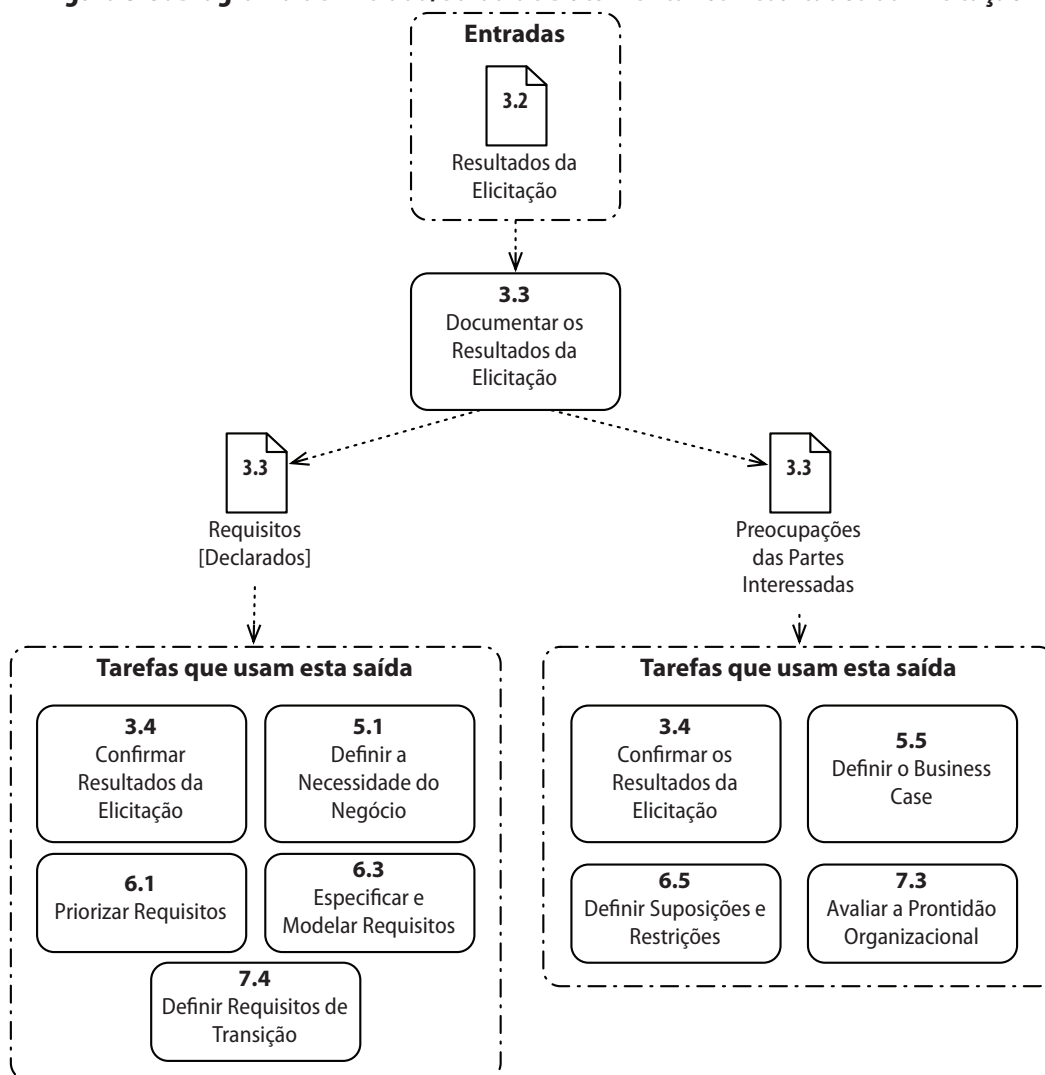 Entradas
3.2
Resultados da
Elicitação
3.3
Documentar os
Resultados da
Elicitação
3.3
Requisitos
[Declarados]
3.3
Preocupações
das Partes
Interessadas
Tarefas que usam esta saída
3.4
Confirmar
Resultados da
Elicitação
5.1
Definir a
Necessidade do
Negócio
6.1
Priorizar Requisitos
6.3
Especificar e
Modelar Requisitos
7.4
Definir Requisitos de
Transição
Tarefas que usam esta saída
3.4
Confirmar os
Resultados da
Elicitação
5.5
Definir o Business
Case
6.5
Definir Suposições e
Restrições
7.3
Avaliar a Prontidão
Organizacional